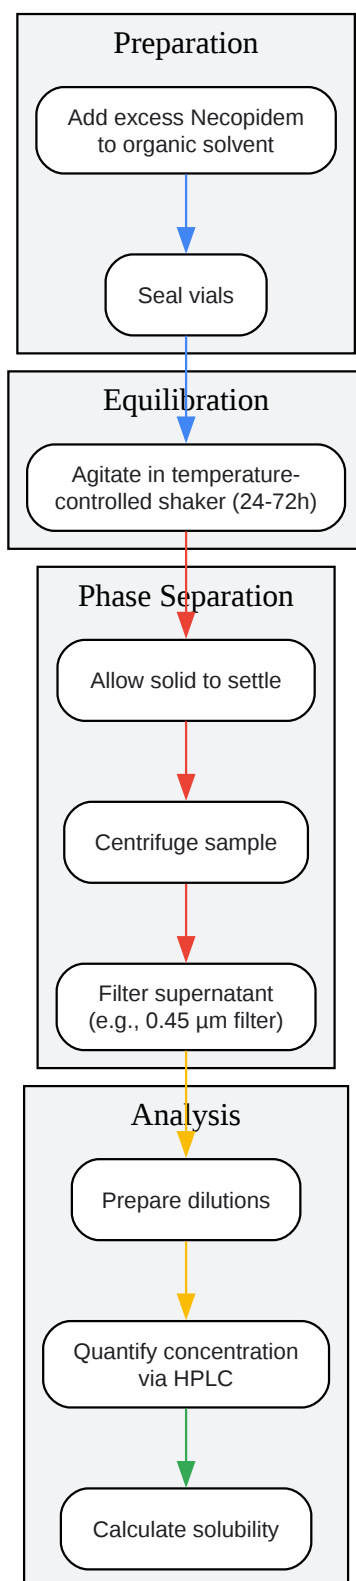 Preparation
Add excess Necopidem
to organic solvent
Seal vials
Equilibration
Agitate in temperature-
controlled shaker (24-72h)
Phase Separation
Allow solid to settle
Centrifuge sample
Filter supernatant
(e.g., 0.45 µm filter)
Analysis
Prepare dilutions
Quantify concentration
via HPLC
Calculate solubility